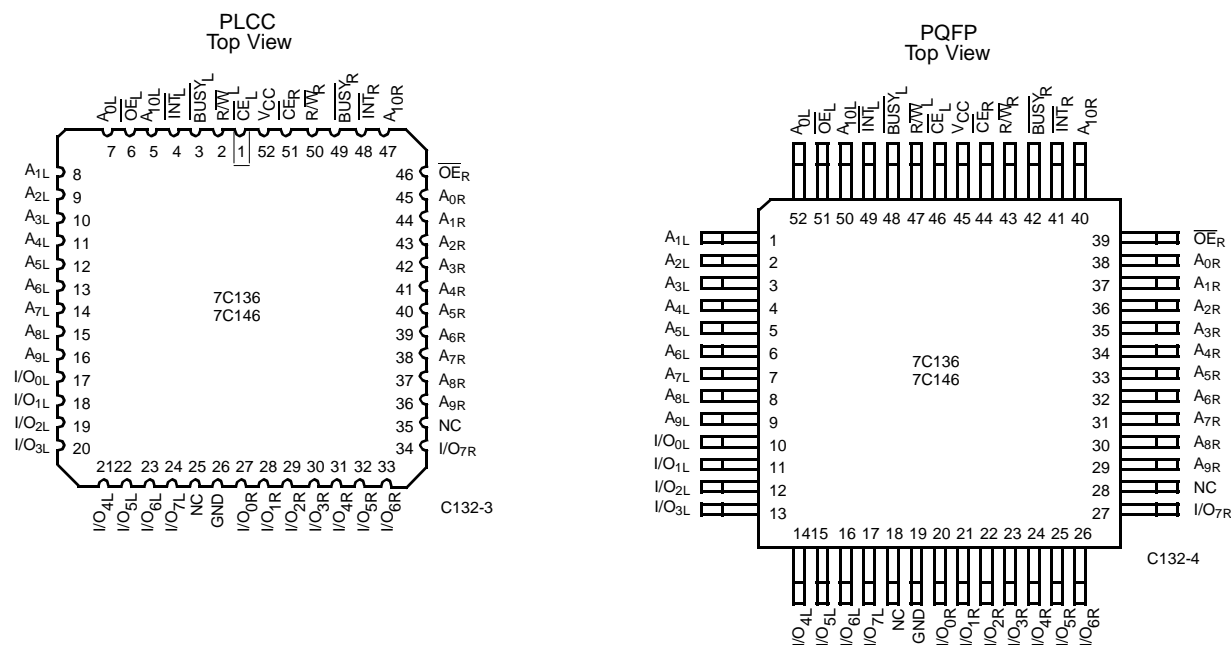 PLCC
Top View
A0L OEL A10L INTL BUSYL R/WL CEL VCC CER R/WR BUSYR INTR A10R
7 6 5 4 3 2 1 52 51 50 49 48 47
A1L 8 46 OER
A2L 9 45 A0R
A3L 10 44 A1R
A4L 11 43 A2R
A5L 12 42 A3R
A6L 13 41 A4R
7C136
A7L 14 40 A5R
7C146
A8L 15 39 A6R
A9L 16 38 A7R
I/O0L 17 37 A8R
I/O1L 18 36 A9R
I/O2L 19 35 NC
I/O3L 20 34 I/O7R
21 22 23 24 25 26 27 28 29 30 31 32 33
I/O4L I/O5L I/O6L I/O7L NC GND I/O0R I/O1R I/O2R I/O3R I/O4R I/O5R I/O6R
C132-3
PQFP
Top View
A0L OEL A10L INTL BUSYL R/WL CEL VCC CER R/WR BUSYR INTR A10R
52 51 50 49 48 47 46 45 44 43 42 41 40
A1L 1 39 OER
A2L 2 38 A0R
A3L 3 37 A1R
A4L 4 36 A2R
A5L 5 35 A3R
A6L 6 34 A4R
7C136
A7L 7 33 A5R
7C146
A8L 8 32 A6R
A9L 9 31 A7R
I/O0L 10 30 A8R
I/O1L 11 29 A9R
I/O2L 12 28 NC
I/O3L 13 27 I/O7R
14 15 16 17 18 19 20 21 22 23 24 25 26
I/O4L I/O5L I/O6L I/O7L NC GND I/O0R I/O1R I/O2R I/O3R I/O4R I/O5R I/O6R
C132-4